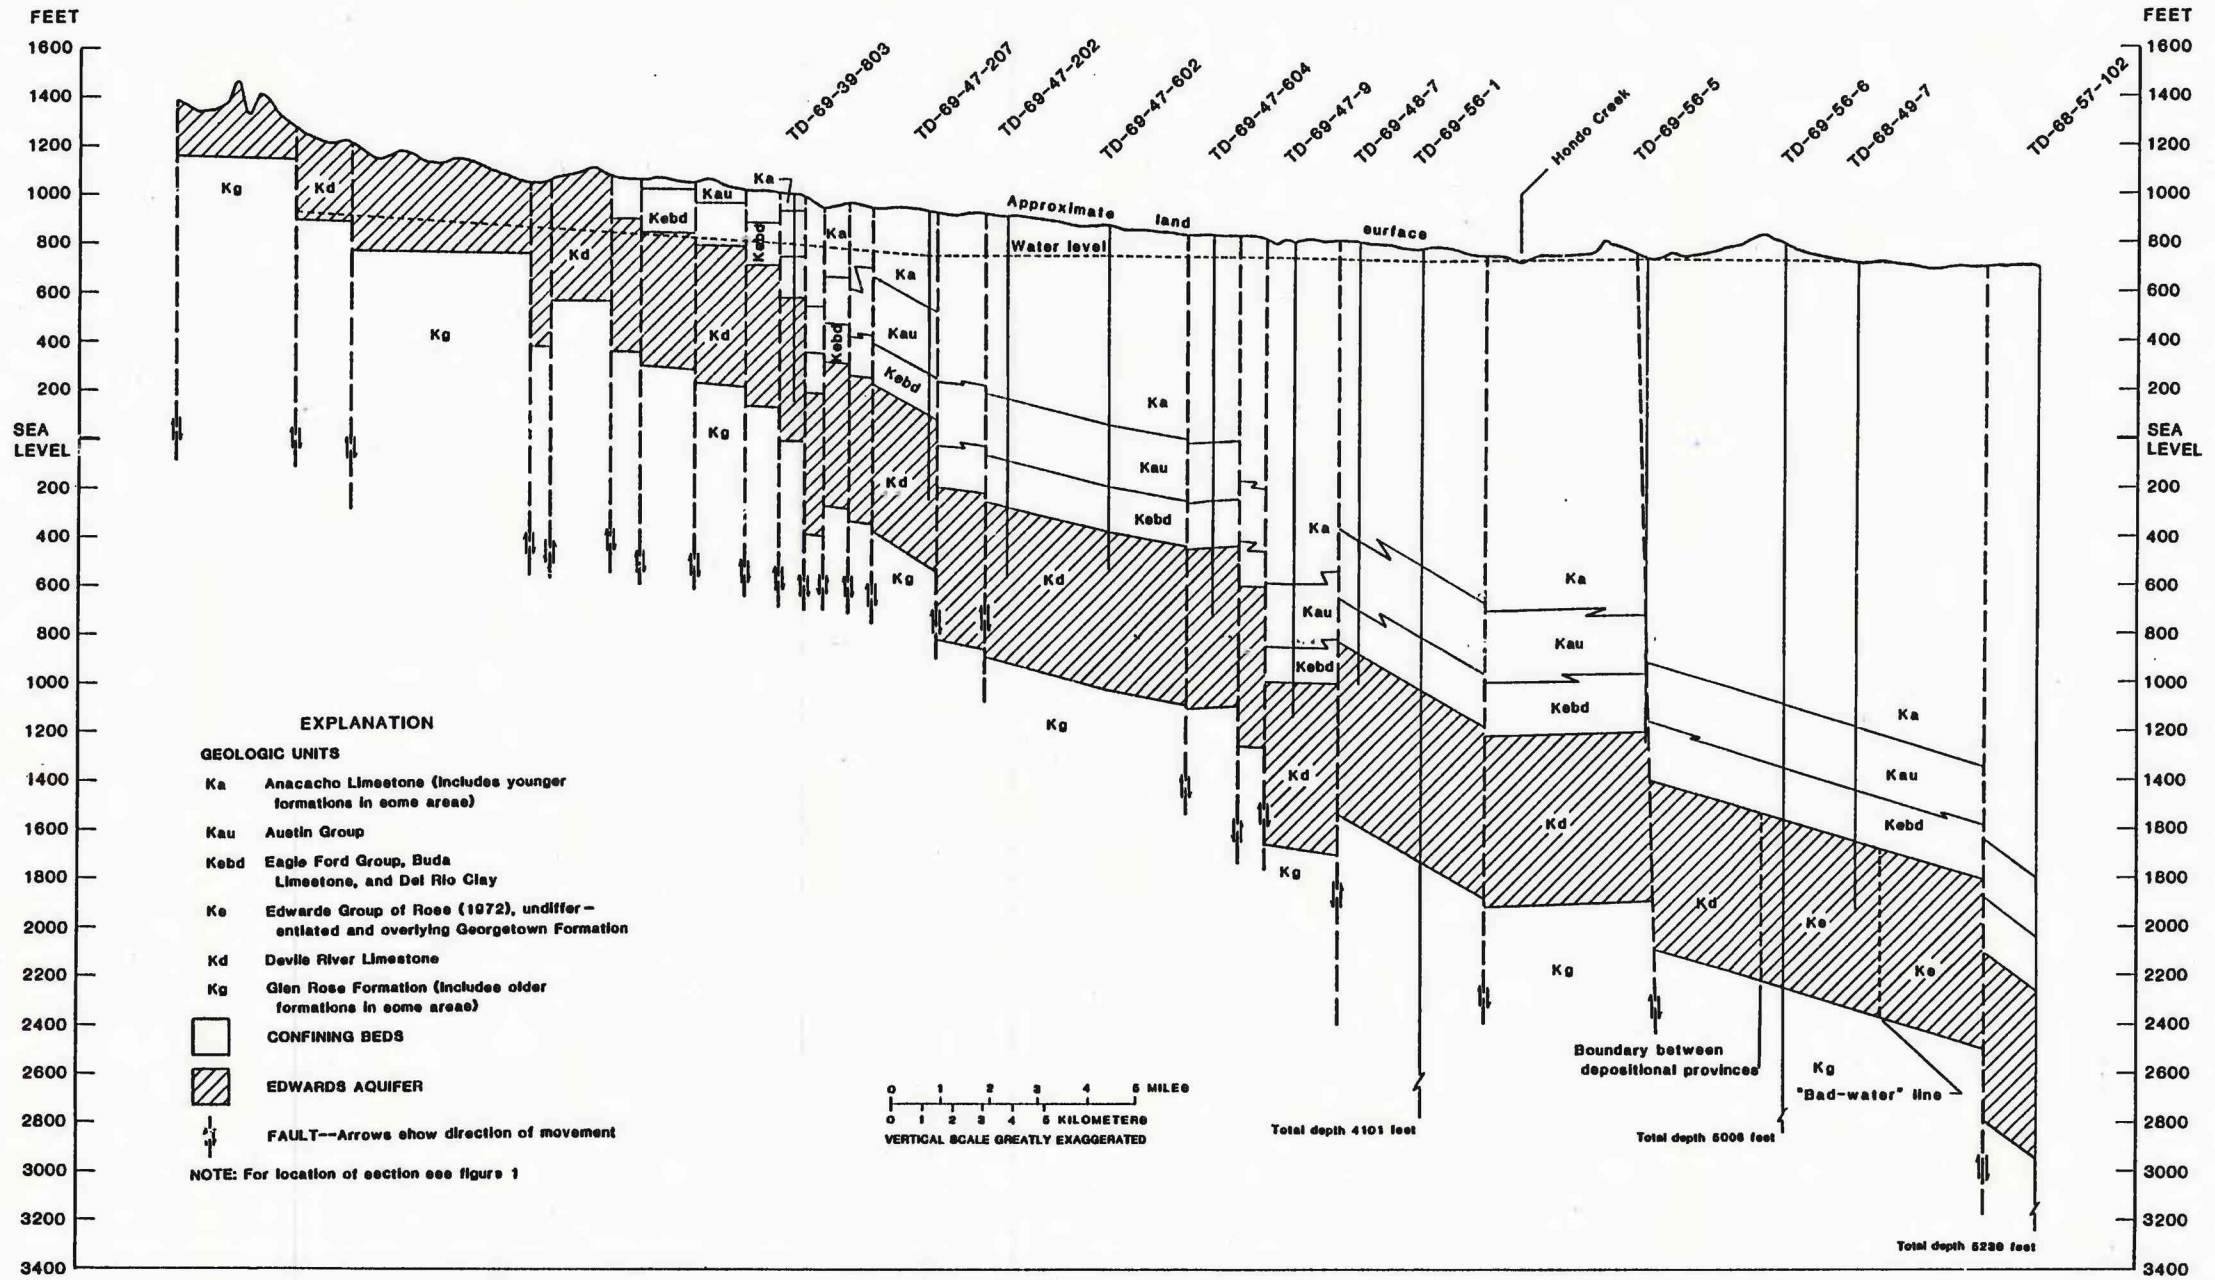 FEET
1600
1400
1200
1000
800
600
400
200
SEA
LEVEL
200
400
600
800
1000
1200
1400
1600
1800
2000
2200
2400
2600
2800
3000
3200
3400
TD-69-39-803
TD-69-47-207
TD-69-47-202
TD-69-47-602
TD-69-47-604
TD-69-47-9
TD-69-48-7
TD-69-56-1
Hondo Creek
TD-69-56-5
TD-69-56-6
TD-68-49-7
TD-68-57-102
FEET
1600
1400
1200
1000
800
600
400
200
SEA
LEVEL
200
400
600
800
1000
1200
1400
1600
1800
2000
2200
2400
2600
2800
3000
3200
3400
Approximate land surface
Water level
Kg
Kd
Kg
Kd
Kebd
Kau
Ka
Kebd
Kd
Kg
Ka
Kebd
Ka
Kau
Kebd
Kd
Kg
Ka
Kau
Kebd
Kd
Kg
Ka
Kau
Kebd
Kd
Kg
Ka
Kau
Kebd
Kd
Kg
Ka
Kau
Kebd
Kd
Ke
Ke
Kg
Boundary between
depositional provinces
"Bad-water" line
Total depth 4101 feet
Total depth 5006 feet
Total depth feet
EXPLANATION
GEOLOGIC UNITS
Ka Anacacho Limestone (includes younger
formations in some areas)
Kau Austin Group
Kebd Eagle Ford Group, Buda
Limestone, and Del Rio Clay
Ke Edwards Group of Rose (1972), undiffer-
entiated and overlying Georgetown Formation
Kd Devils River Limestone
Kg Glen Rose Formation (includes older
formations in some areas)
CONFINING BEDS
EDWARDS AQUIFER
FAULT--Arrows show direction of movement
NOTE: For location of section see figure 1
0 1 2 3 4 5 MILES
0 1 2 3 4 5 KILOMETERS
VERTICAL SCALE GREATLY EXAGGERATED